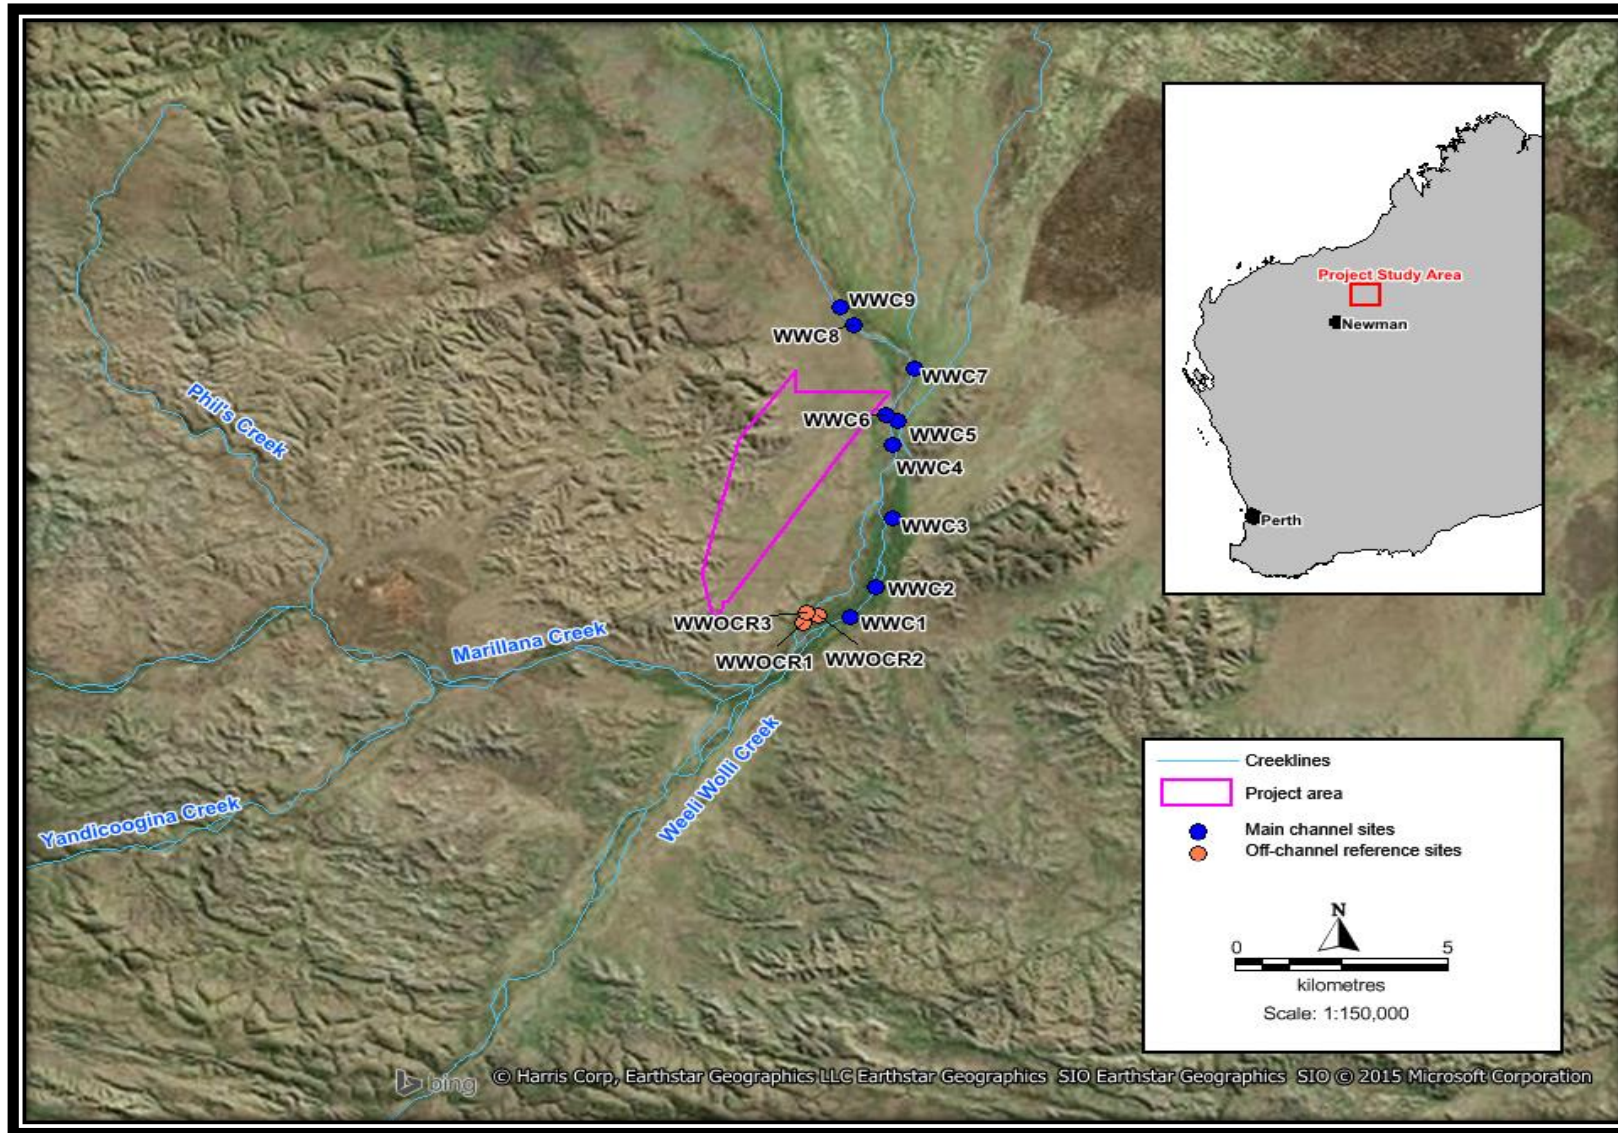 Project Study Area
Newman
Perth
WWC9
WWC8
WWC7
WWC6
WWC5
WWC4
WWC3
WWC2
WWC1
WWOCR3
WWOCR1
WWOCR2
Phil's Creek
Marillana Creek
Weeli Wolli Creek
Yandicoogina Creek
Creeklines
Project area
Main channel sites
Off-channel reference sites
N
0 5
kilometres
Scale: 1:150,000
bing
© Harris Corp, Earthstar Geographics LLC Earthstar Geographics SIO Earthstar Geographics SIO © 2015 Microsoft Corporation